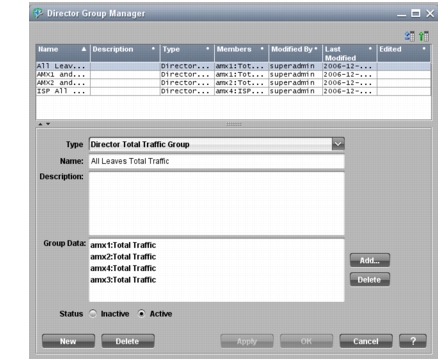 Director Group Manager
Name Description Type Members Modified By Last Modified Edited
All Leav... Director... amx1:Tot... superadmin 2006-12-...
AMX1 and... Director... amx1:Tot... superadmin 2006-12-...
AMX2 and... Director... amx2:Tot... superadmin 2006-12-...
ISP All ... Director... amx4:ISP... superadmin 2006-12-...
Type Director Total Traffic Group
Name: All Leaves Total Traffic
Description:
Group Data: amx1:Total Traffic
amx2:Total Traffic
amx4:Total Traffic
amx3:Total Traffic
Add...
Delete
Status Inactive Active
New Delete Apply OK Cancel ?